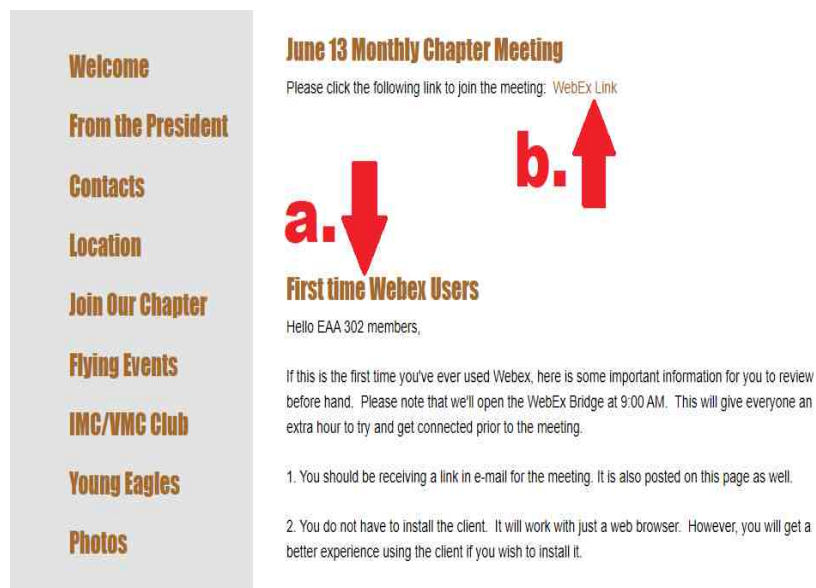 Welcome
From the President
Contacts
Location
Join Our Chapter
Flying Events
IMC/VMC Club
Young Eagles
Photos
June 13 Monthly Chapter Meeting
Please click the following link to join the meeting: WebEx Link
b.
a.
First time Webex Users
Hello EAA 302 members,
If this is the first time you've ever used Webex, here is some important information for you to review
before hand. Please note that we'll open the WebEx Bridge at 9:00 AM. This will give everyone an
extra hour to try and get connected prior to the meeting.
1. You should be receiving a link in e-mail for the meeting. It is also posted on this page as well.
2. You do not have to install the client. It will work with just a web browser. However, you will get a
better experience using the client if you wish to install it.